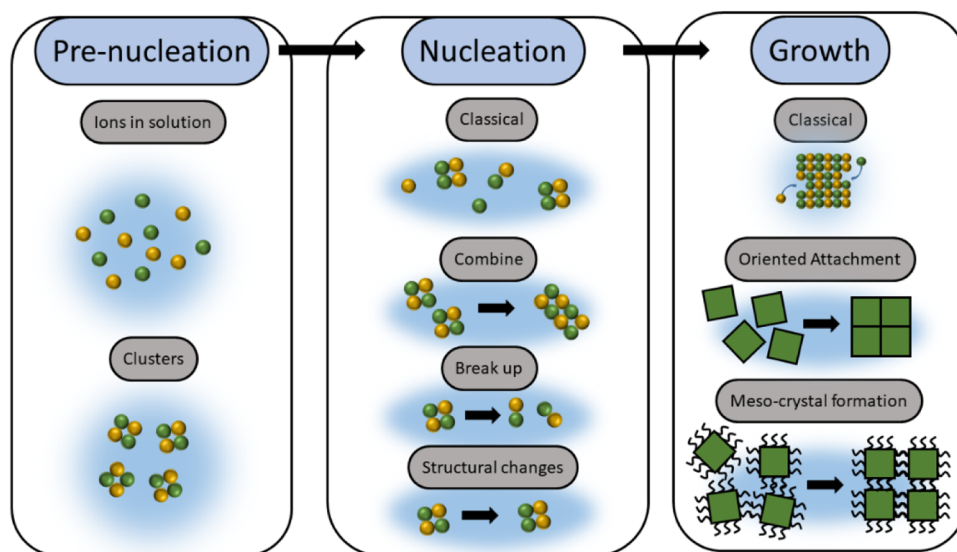 Pre-nucleation
Nucleation
Growth
Ions in solution
Clusters
Classical
Combine
Break up
Structural changes
Classical
Oriented Attachment
Meso-crystal formation